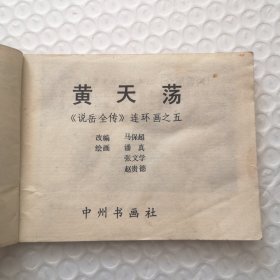 黄天荡
《说岳全传》连环画之五
改编 马保超
绘画 潘真
张文学
赵贵德
中州书画社